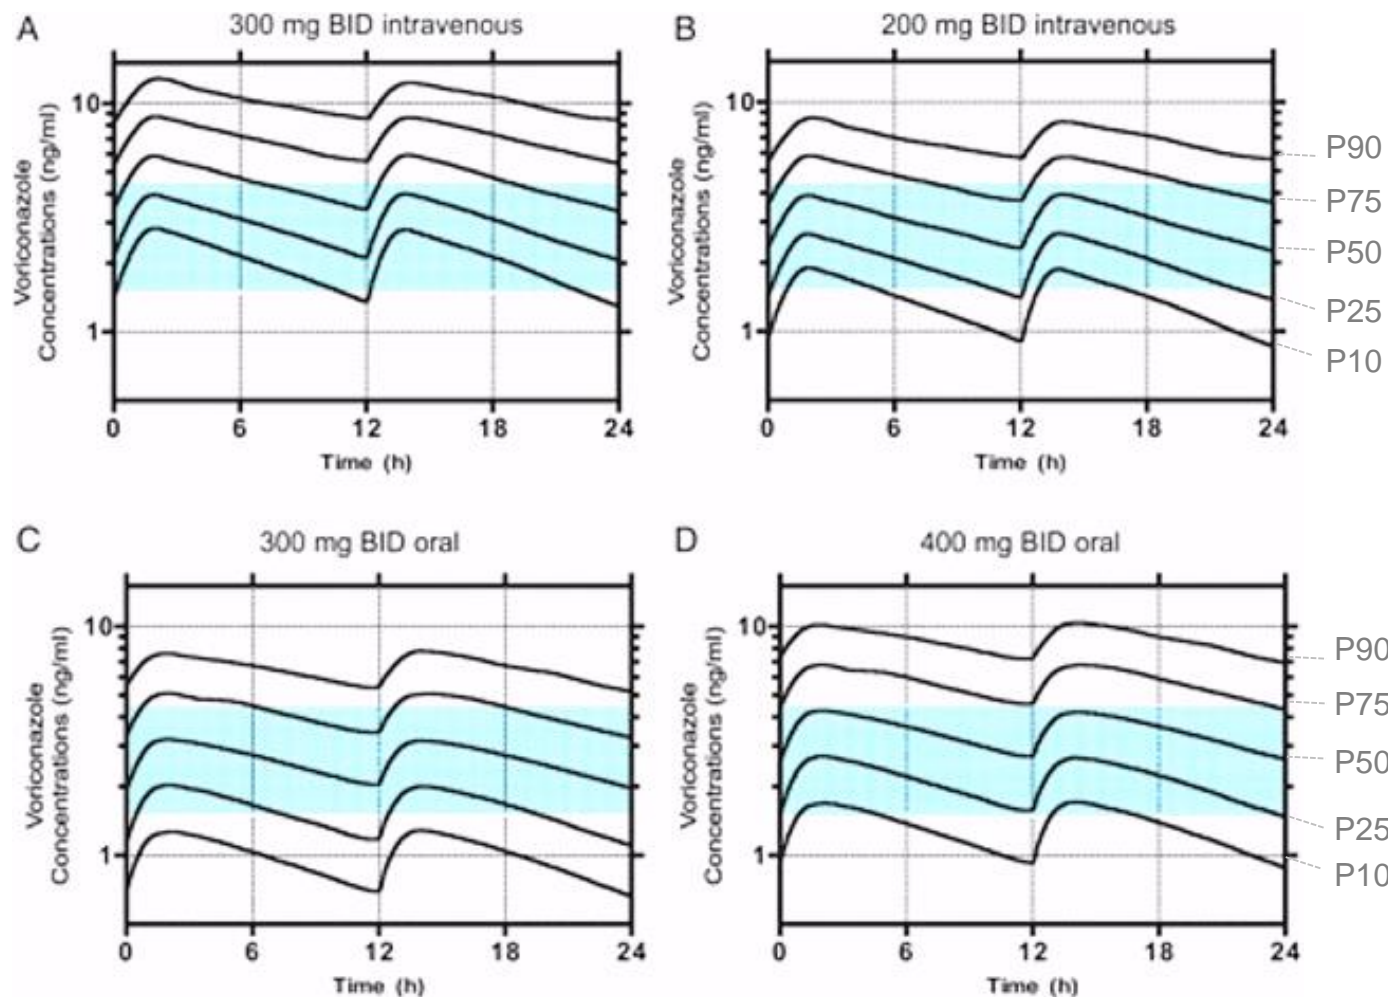 A 300 mg BID intravenous
Voriconazole
Concentrations (ng/ml)
10
1
0 6 12 18 24
Time (h)
B 200 mg BID intravenous
Voriconazole
Concentrations (ng/ml)
10
1
0 6 12 18 24
Time (h)
P90
P75
P50
P25
P10
C 300 mg BID oral
Voriconazole
Concentrations (ng/ml)
10
1
0 6 12 18 24
Time (h)
D 400 mg BID oral
Voriconazole
Concentrations (ng/ml)
10
1
0 6 12 18 24
Time (h)
P90
P75
P50
P25
P10